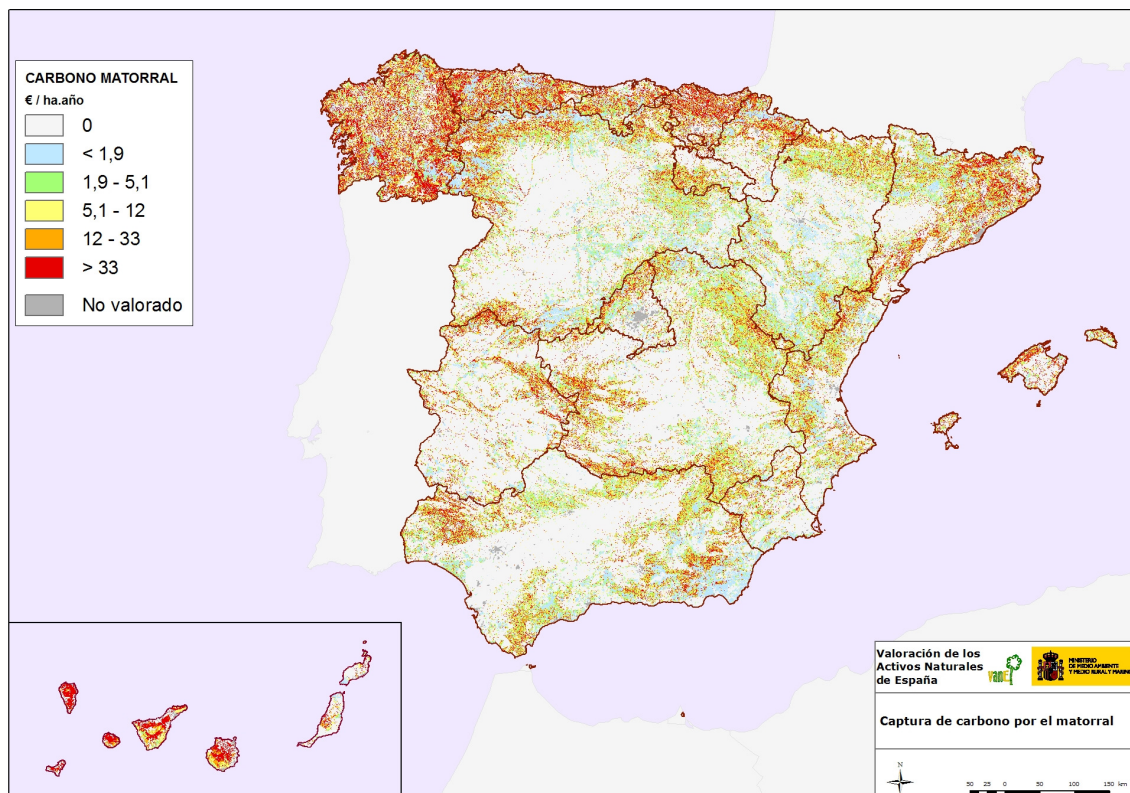 CARBONO MATORRAL
€ / ha.año
0
< 1,9
1,9 - 5,1
5,1 - 12
12 - 33
> 33
No valorado
Valoración de los
Activos Naturales
de España
VANE
MINISTERIO
DE MEDIO AMBIENTE
Y MEDIO RURAL Y MARINO
Captura de carbono por el matorral
N
50 25 0 50 100 150 km